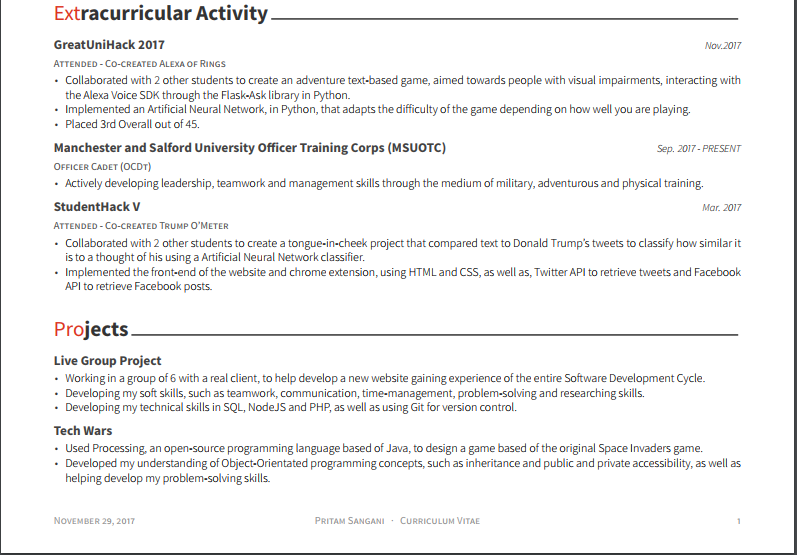 Extracurricular Activity
GreatUniHack 2017 Nov.2017
Attended - Co-created Alexa of Rings
• Collaborated with 2 other students to create an adventure text-based game, aimed towards people with visual impairments, interacting with
the Alexa Voice SDK through the Flask-Ask library in Python.
• Implemented an Artificial Neural Network, in Python, that adapts the difficulty of the game depending on how well you are playing.
• Placed 3rd Overall out of 45.
Manchester and Salford University Officer Training Corps (MSUOTC) Sep. 2017 - PRESENT
Officer Cadet (OCDT)
• Actively developing leadership, teamwork and management skills through the medium of military, adventurous and physical training.
StudentHack V Mar. 2017
Attended - Co-created Trump O'Meter
• Collaborated with 2 other students to create a tongue-in-cheek project that compared text to Donald Trump's tweets to classify how similar it
is to a thought of his using a Artificial Neural Network classifier.
• Implemented the front-end of the website and chrome extension, using HTML and CSS, as well as, Twitter API to retrieve tweets and Facebook
API to retrieve Facebook posts.
Projects
Live Group Project
• Working in a group of 6 with a real client, to help develop a new website gaining experience of the entire Software Development Cycle.
• Developing my soft skills, such as teamwork, communication, time-management, problem-solving and researching skills.
• Developing my technical skills in SQL, NodeJS and PHP, as well as using Git for version control.
Tech Wars
• Used Processing, an open-source programming language based of Java, to design a game based of the original Space Invaders game.
• Developed my understanding of Object-Orientated programming concepts, such as inheritance and public and private accessibility, as well as
helping develop my problem-solving skills.
November 29, 2017 Pritam Sangani · Curriculum Vitae 1